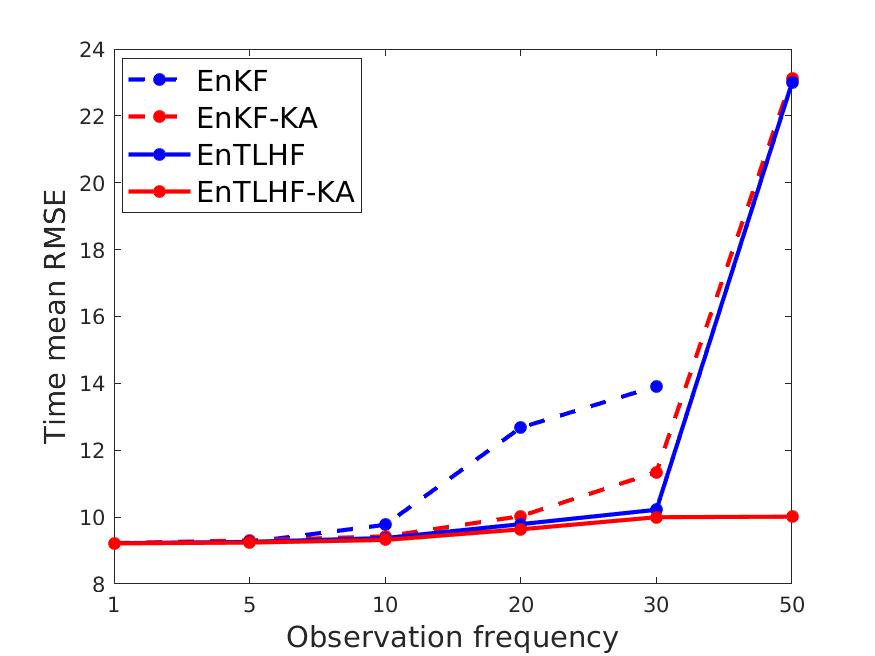 24
22
20
18
16
14
12
10
8
Time mean RMSE
EnKF
EnKF-KA
EnTLHF
EnTLHF-KA
1 5 10 20 30 50
Observation frequency